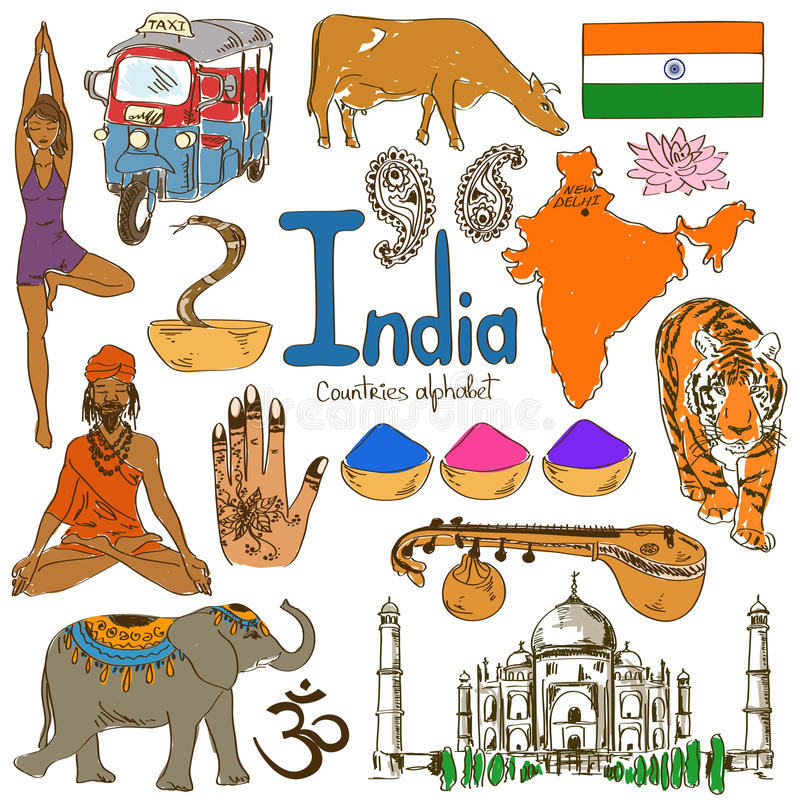 TAXI
NEW
DELHI
India
Countries alphabet
ॐ